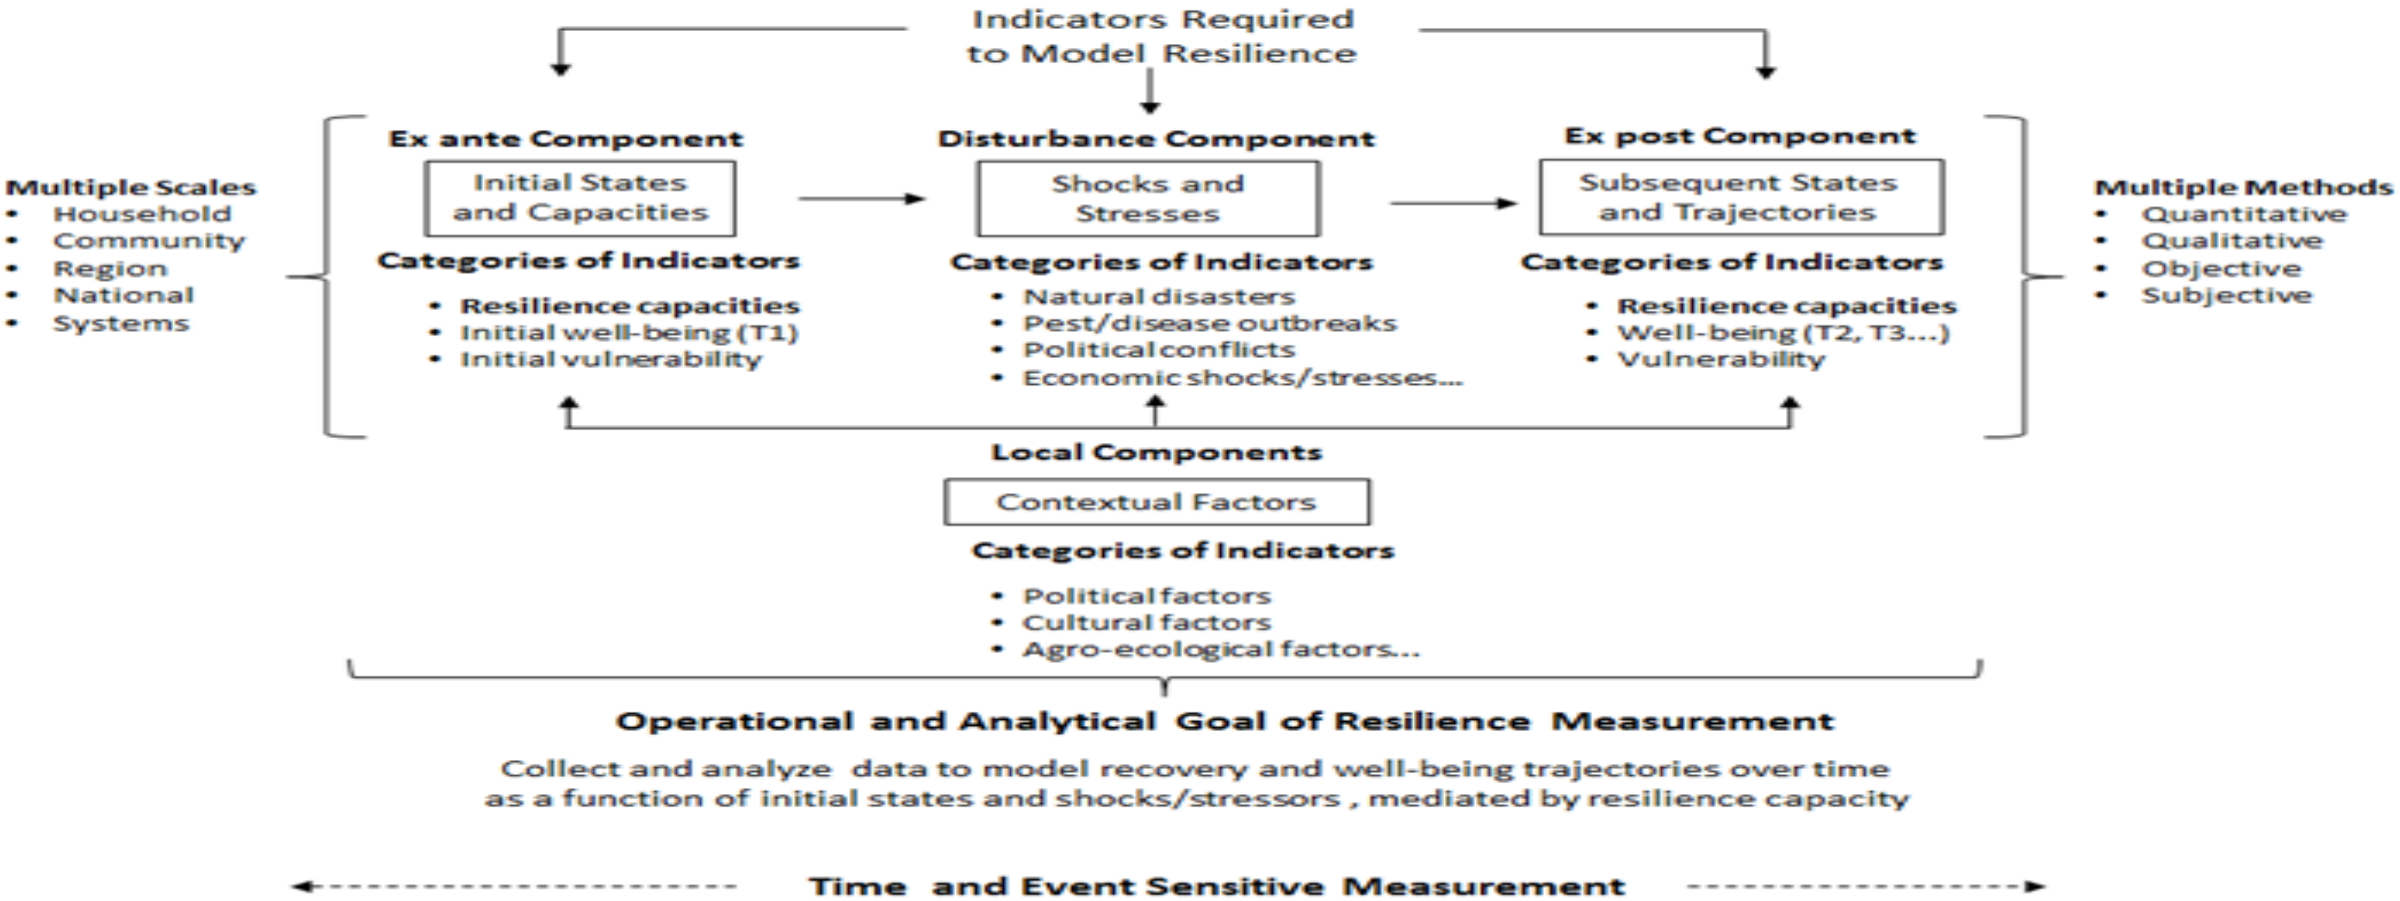 Indicators Required
to Model Resilience
Multiple Scales
• Household
• Community
• Region
• National
• Systems
Ex ante Component
Initial States
and Capacities
Categories of Indicators
• Resilience capacities
• Initial well-being (T1)
• Initial vulnerability
Disturbance Component
Shocks and
Stresses
Categories of Indicators
• Natural disasters
• Pest/disease outbreaks
• Political conflicts
• Economic shocks/stresses...
Ex post Component
Subsequent States
and Trajectories
Categories of Indicators
• Resilience capacities
• Well-being (T2, T3...)
• Vulnerability
Multiple Methods
• Quantitative
• Qualitative
• Objective
• Subjective
Local Components
Contextual Factors
Categories of Indicators
• Political factors
• Cultural factors
• Agro-ecological factors...
Operational and Analytical Goal of Resilience Measurement
Collect and analyze data to model recovery and well-being trajectories over time
as a function of initial states and shocks/stressors , mediated by resilience capacity
Time and Event Sensitive Measurement